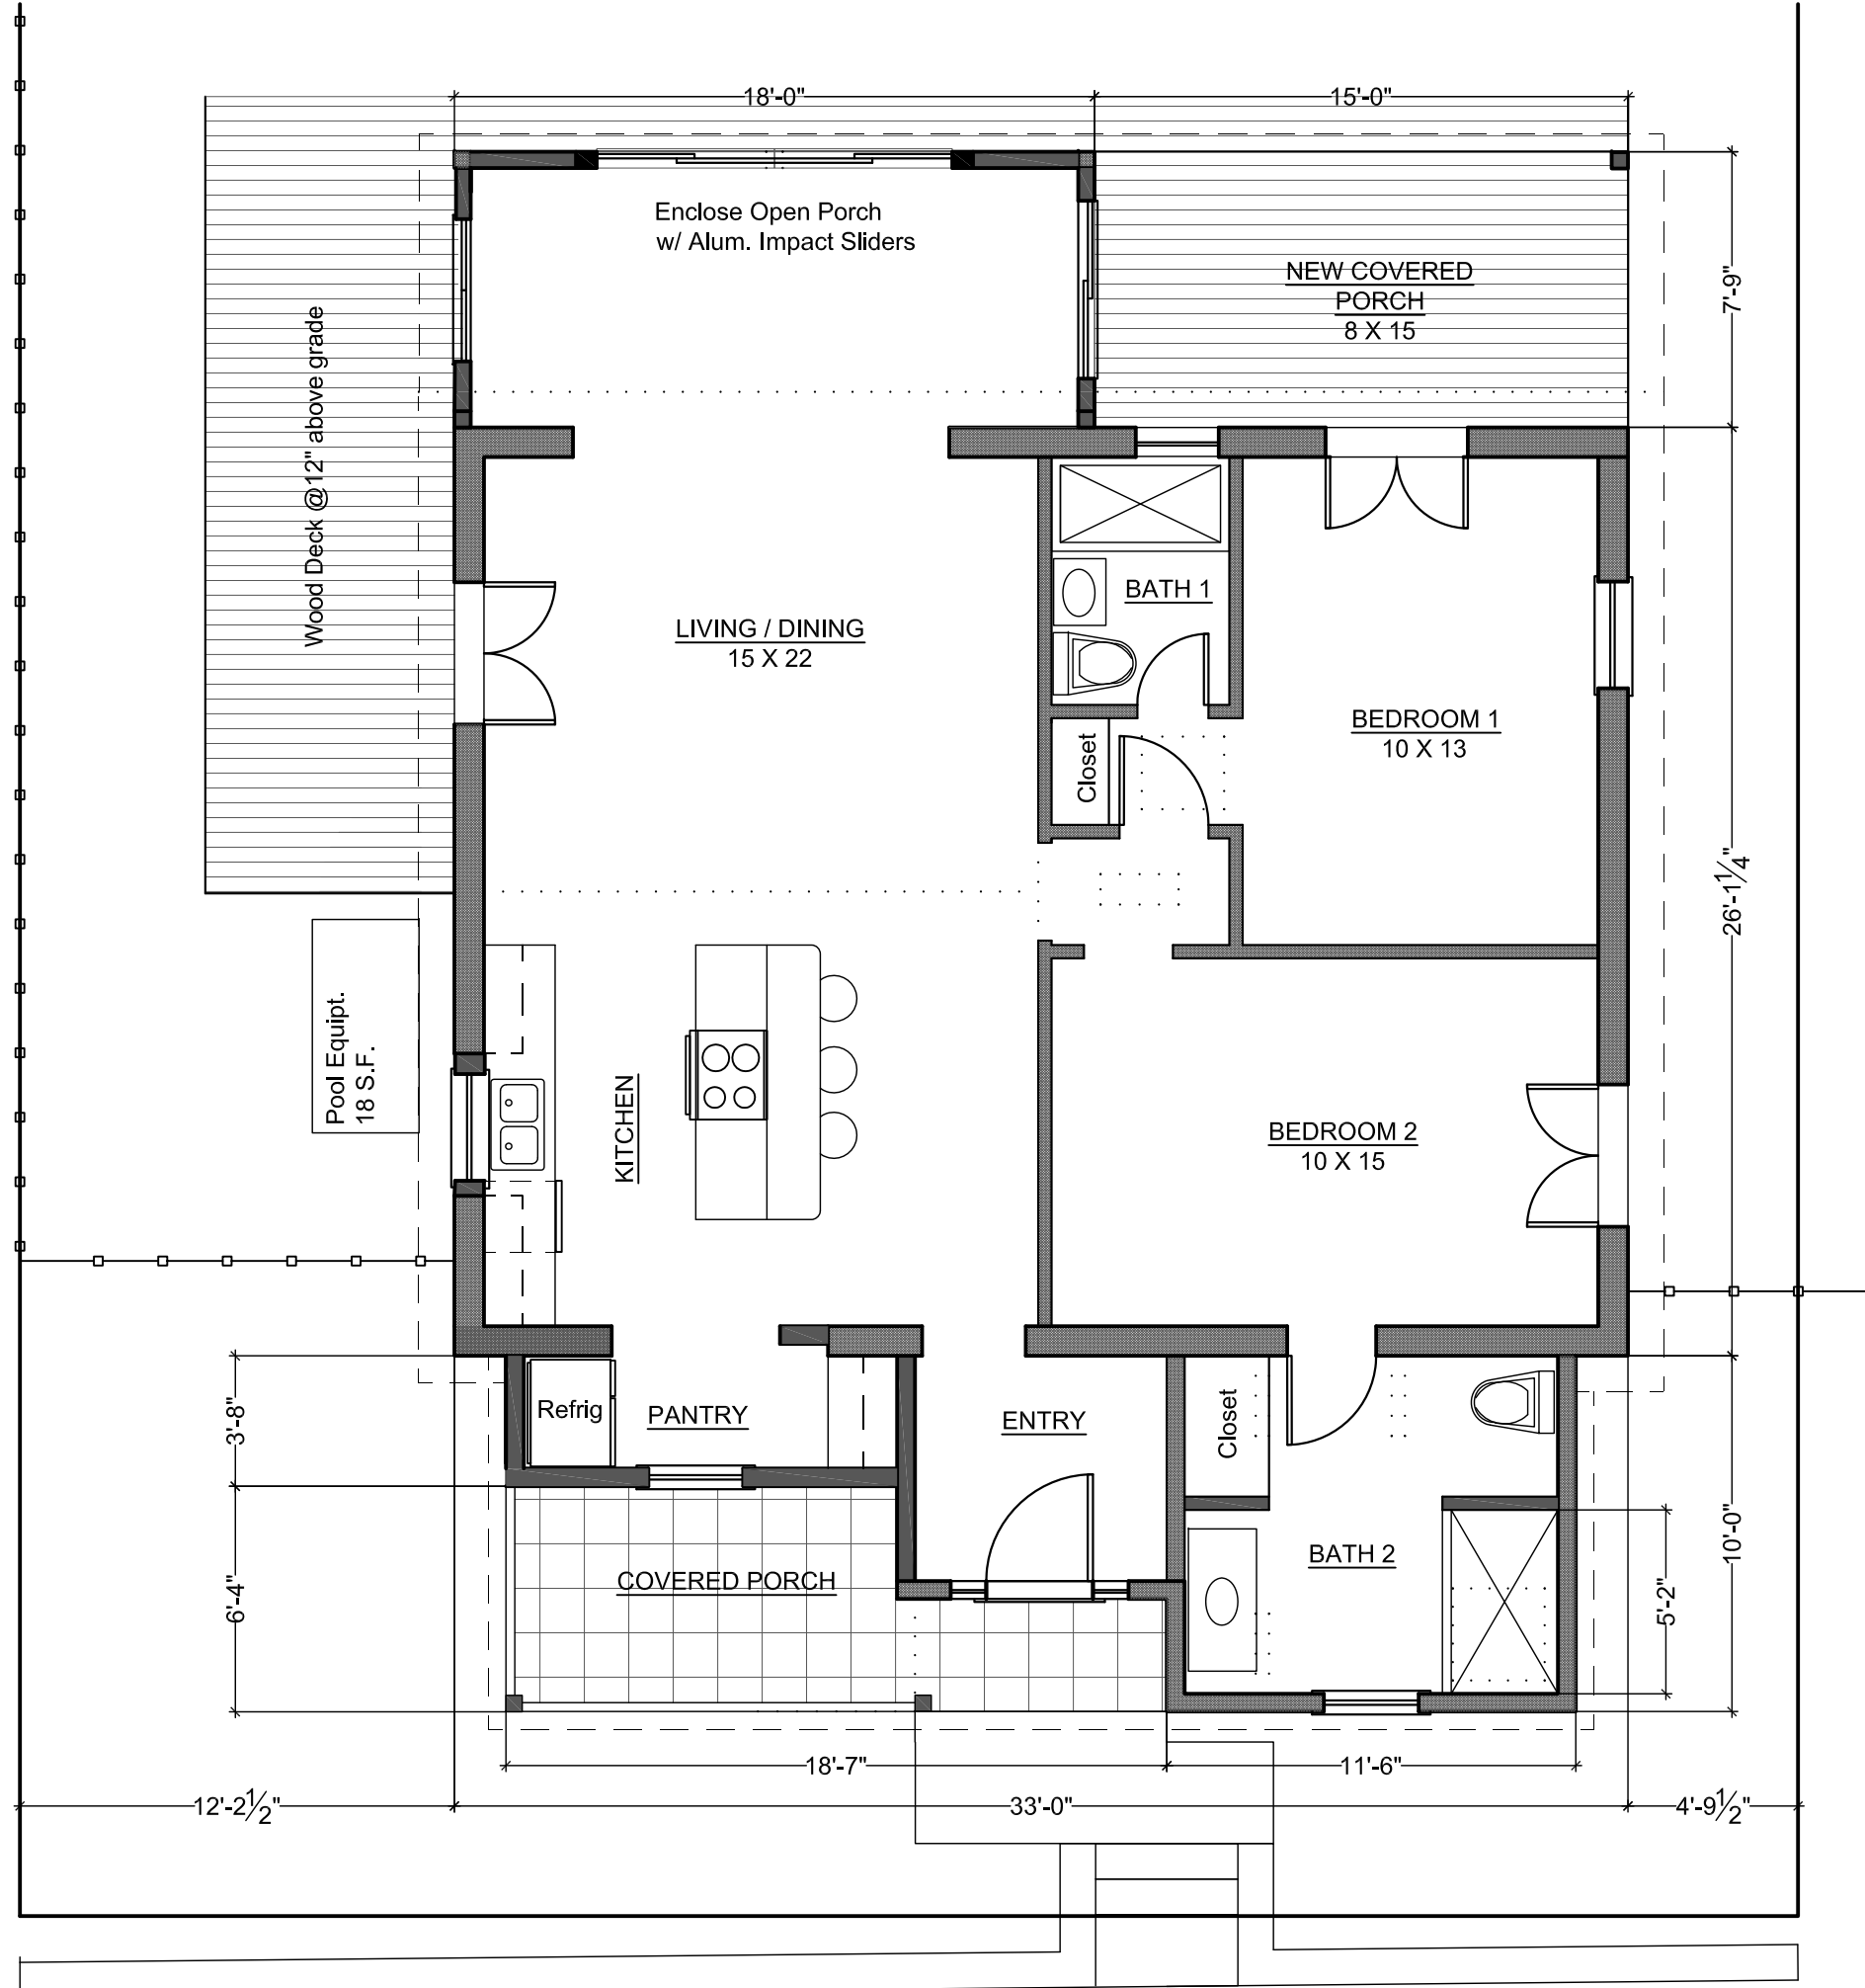 18'-0"
15'-0"
Enclose Open Porch
w/ Alum. Impact Sliders
NEW COVERED
PORCH
8 X 15
7'-9"
Wood Deck @12" above grade
LIVING / DINING
15 X 22
BATH 1
Closet
BEDROOM 1
10 X 13
26'-1 1/4"
Pool Equipt.
18 S.F.
KITCHEN
BEDROOM 2
10 X 15
3'-8"
Refrig
PANTRY
ENTRY
Closet
6'-4"
COVERED PORCH
BATH 2
5'-2"
10'-0"
18'-7"
11'-6"
12'-2 1/2"
33'-0"
4'-9 1/2"